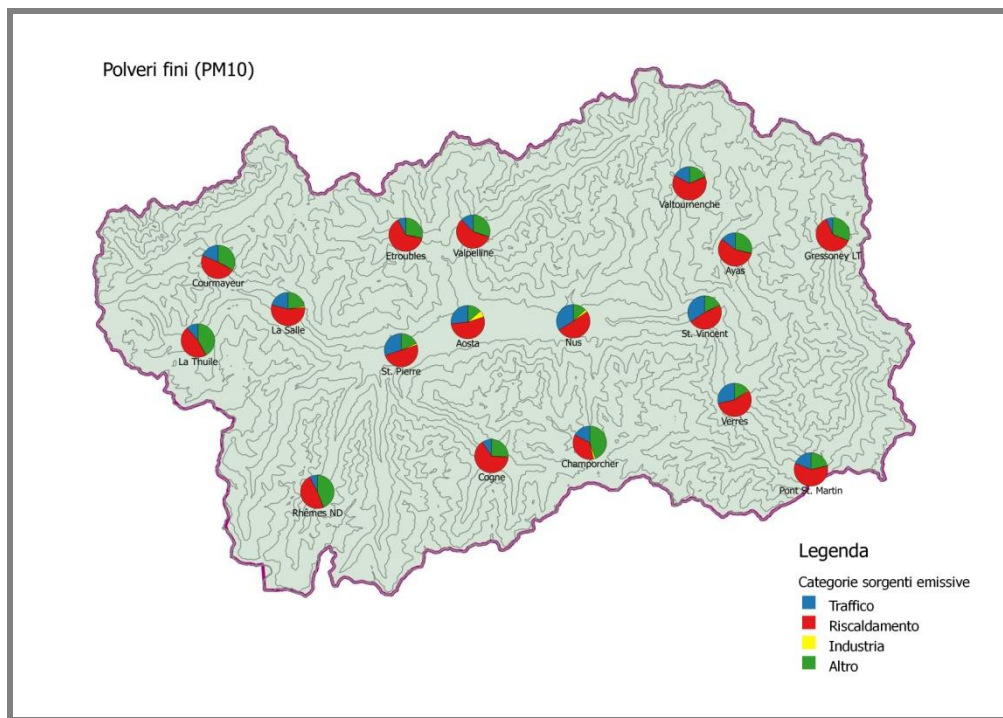 Polveri fini (PM10)
Valtournenche
Etroubles
Valpelline
Gressoney LT
Ayas
Courmayeur
La Salle
Aosta
Nus
St. Vincent
La Thuile
St. Pierre
Verrès
Champorcher
Cogne
Pont St. Martin
Rhêmes ND
Legenda
Categorie sorgenti emissive
Traffico
Riscaldamento
Industria
Altro